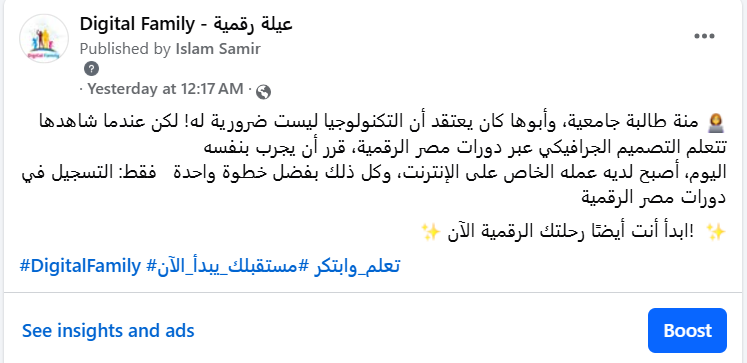 Digital Family - عيلة رقمية
Published by Islam Samir
· Yesterday at 12:17 AM ·
Digital Family
👩‍💻 منة طالبة جامعية، وأبوها كان يعتقد أن التكنولوجيا ليست ضرورية له! لكن عندما شاهدها
تتعلم التصميم الجرافيكي عبر دورات مصر الرقمية، قرر أن يجرب بنفسه
اليوم، أصبح لديه عمله الخاص على الإنترنت، وكل ذلك بفضل خطوة واحدة فقط: التسجيل في
دورات مصر الرقمية
✨ !ابدأ أنت أيضًا رحلتك الرقمية الآن ✨
#DigitalFamily #تعلم_وابتكر #مستقبلك_يبدأ_الآن
See insights and ads
Boost